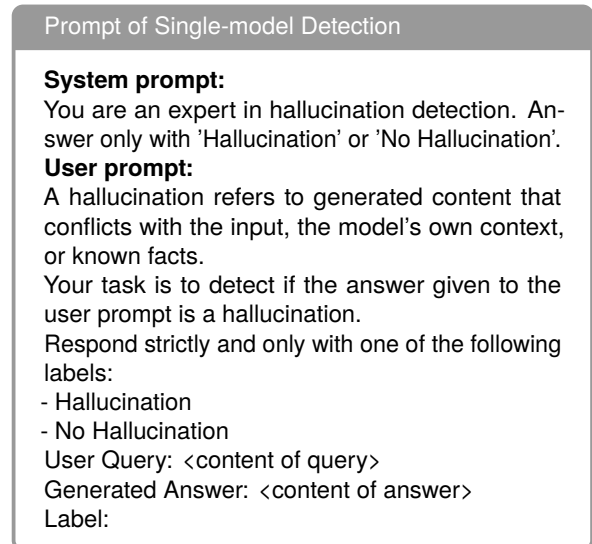 Prompt of Single-model Detection
System prompt:
You are an expert in hallucination detection. An-
swer only with 'Hallucination' or 'No Hallucination'.
User prompt:
A hallucination refers to generated content that
conflicts with the input, the model's own context,
or known facts.
Your task is to detect if the answer given to the
user prompt is a hallucination.
Respond strictly and only with one of the following
labels:
- Hallucination
- No Hallucination
User Query: <content of query>
Generated Answer: <content of answer>
Label: